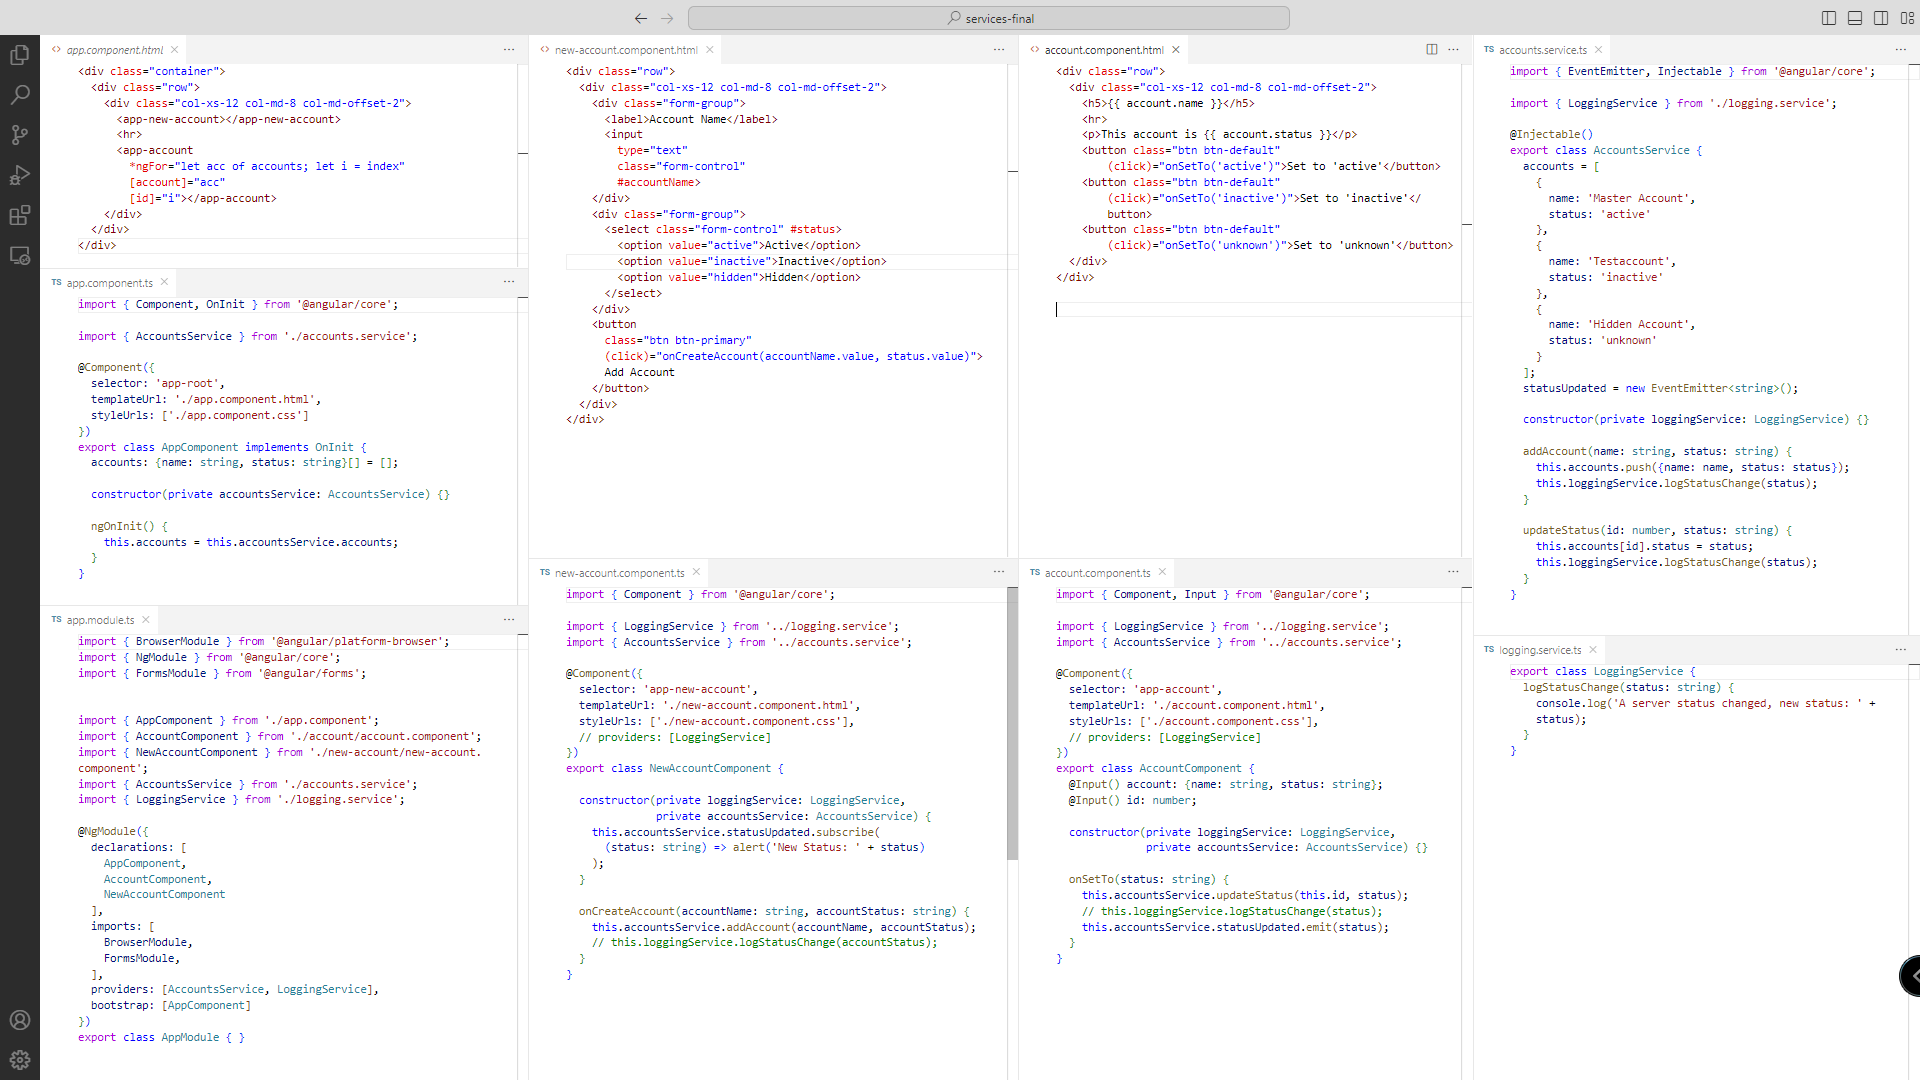 services-final
app.component.html
<div class="container">
<div class="row">
<div class="col-xs-12 col-md-8 col-md-offset-2">
<app-new-account></app-new-account>
<hr>
<app-account
*ngFor="let acc of accounts; let i = index"
[account]="acc"
[id]="i"></app-account>
</div>
</div>
</div>
TS app.component.ts
import { Component, OnInit } from '@angular/core';
import { AccountsService } from './accounts.service';
@Component({
selector: 'app-root',
templateUrl: './app.component.html',
styleUrls: ['./app.component.css']
})
export class AppComponent implements OnInit {
accounts: {name: string, status: string}[] = [];
constructor(private accountsService: AccountsService) {}
ngOnInit() {
this.accounts = this.accountsService.accounts;
}
}
TS app.module.ts
import { BrowserModule } from '@angular/platform-browser';
import { NgModule } from '@angular/core';
import { FormsModule } from '@angular/forms';
import { AppComponent } from './app.component';
import { AccountComponent } from './account/account.component';
import { NewAccountComponent } from './new-account/new-account.
component';
import { AccountsService } from './accounts.service';
import { LoggingService } from './logging.service';
@NgModule({
declarations: [
AppComponent,
AccountComponent,
NewAccountComponent
],
imports: [
BrowserModule,
FormsModule,
],
providers: [AccountsService, LoggingService],
bootstrap: [AppComponent]
})
export class AppModule { }
new-account.component.html
<div class="row">
<div class="col-xs-12 col-md-8 col-md-offset-2">
<div class="form-group">
<label>Account Name</label>
<input
type="text"
class="form-control"
#accountName>
</div>
<div class="form-group">
<select class="form-control" #status>
<option value="active">Active</option>
<option value="inactive">Inactive</option>
<option value="hidden">Hidden</option>
</select>
</div>
<button
class="btn btn-primary"
(click)="onCreateAccount(accountName.value, status.value)">
Add Account
</button>
</div>
</div>
TS new-account.component.ts
import { Component } from '@angular/core';
import { LoggingService } from '../logging.service';
import { AccountsService } from '../accounts.service';
@Component({
selector: 'app-new-account',
templateUrl: './new-account.component.html',
styleUrls: ['./new-account.component.css'],
// providers: [LoggingService]
})
export class NewAccountComponent {
constructor(private loggingService: LoggingService,
private accountsService: AccountsService) {
this.accountsService.statusUpdated.subscribe(
(status: string) => alert('New Status: ' + status)
);
}
onCreateAccount(accountName: string, accountStatus: string) {
this.accountsService.addAccount(accountName, accountStatus);
// this.loggingService.logStatusChange(accountStatus);
}
}
account.component.html
<div class="row">
<div class="col-xs-12 col-md-8 col-md-offset-2">
<h5>{{ account.name }}</h5>
<hr>
<p>This account is {{ account.status }}</p>
<button class="btn btn-default"
(click)="onSetTo('active')">Set to 'active'</button>
<button class="btn btn-default"
(click)="onSetTo('inactive')">Set to 'inactive'</
button>
<button class="btn btn-default"
(click)="onSetTo('unknown')">Set to 'unknown'</button>
</div>
</div>
TS account.component.ts
import { Component, Input } from '@angular/core';
import { LoggingService } from '../logging.service';
import { AccountsService } from '../accounts.service';
@Component({
selector: 'app-account',
templateUrl: './account.component.html',
styleUrls: ['./account.component.css'],
// providers: [LoggingService]
})
export class AccountComponent {
@Input() account: {name: string, status: string};
@Input() id: number;
constructor(private loggingService: LoggingService,
private accountsService: AccountsService) {}
onSetTo(status: string) {
this.accountsService.updateStatus(this.id, status);
// this.loggingService.logStatusChange(status);
this.accountsService.statusUpdated.emit(status);
}
}
TS accounts.service.ts
import { EventEmitter, Injectable } from '@angular/core';
import { LoggingService } from './logging.service';
@Injectable()
export class AccountsService {
accounts = [
{
name: 'Master Account',
status: 'active'
},
{
name: 'Testaccount',
status: 'inactive'
},
{
name: 'Hidden Account',
status: 'unknown'
}
];
statusUpdated = new EventEmitter<string>();
constructor(private loggingService: LoggingService) {}
addAccount(name: string, status: string) {
this.accounts.push({name: name, status: status});
this.loggingService.logStatusChange(status);
}
updateStatus(id: number, status: string) {
this.accounts[id].status = status;
this.loggingService.logStatusChange(status);
}
}
TS logging.service.ts
export class LoggingService {
logStatusChange(status: string) {
console.log('A server status changed, new status: ' +
status);
}
}